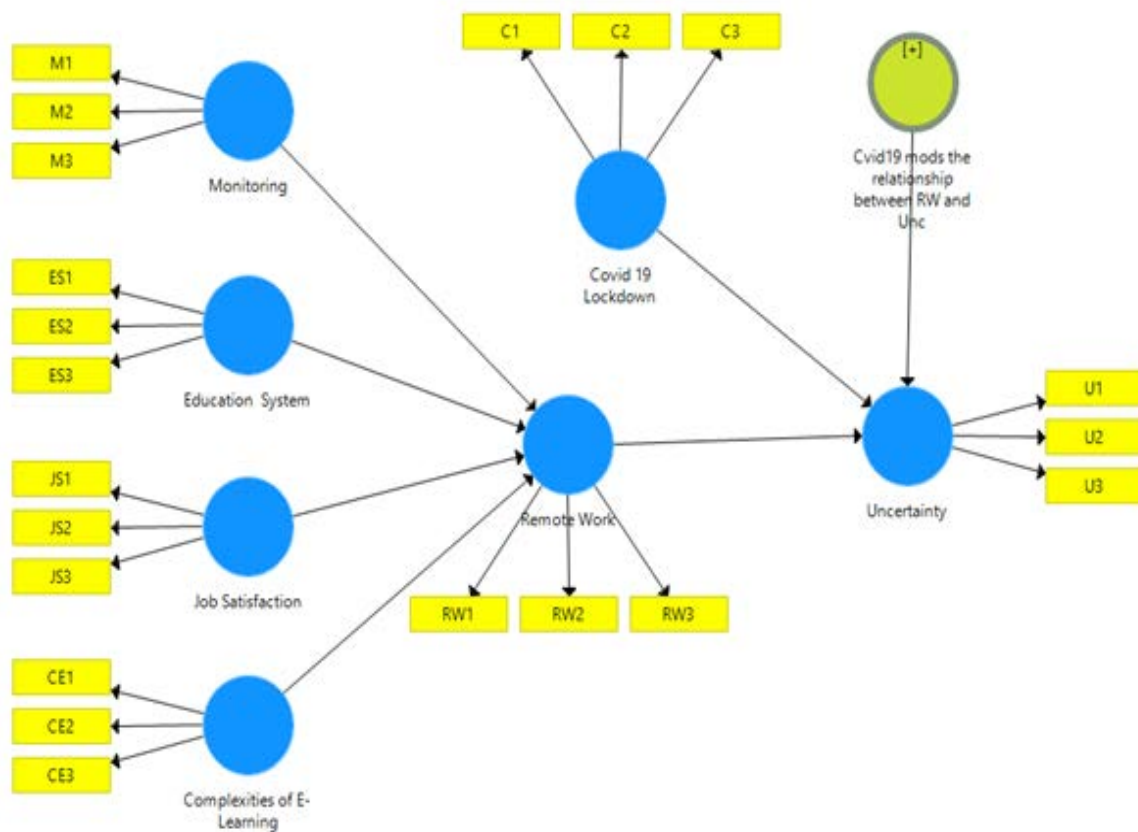 C1
C2
C3
[+]
M1
M2
M3
Monitoring
Cvid19 mods the
relationship
between RW and
Unc
Covid 19
Lockdown
ES1
ES2
ES3
Education System
U1
U2
U3
Uncertainty
JS1
JS2
JS3
Job Satisfaction
Remote Work
RW1
RW2
RW3
CE1
CE2
CE3
Complexities of E-
Learning